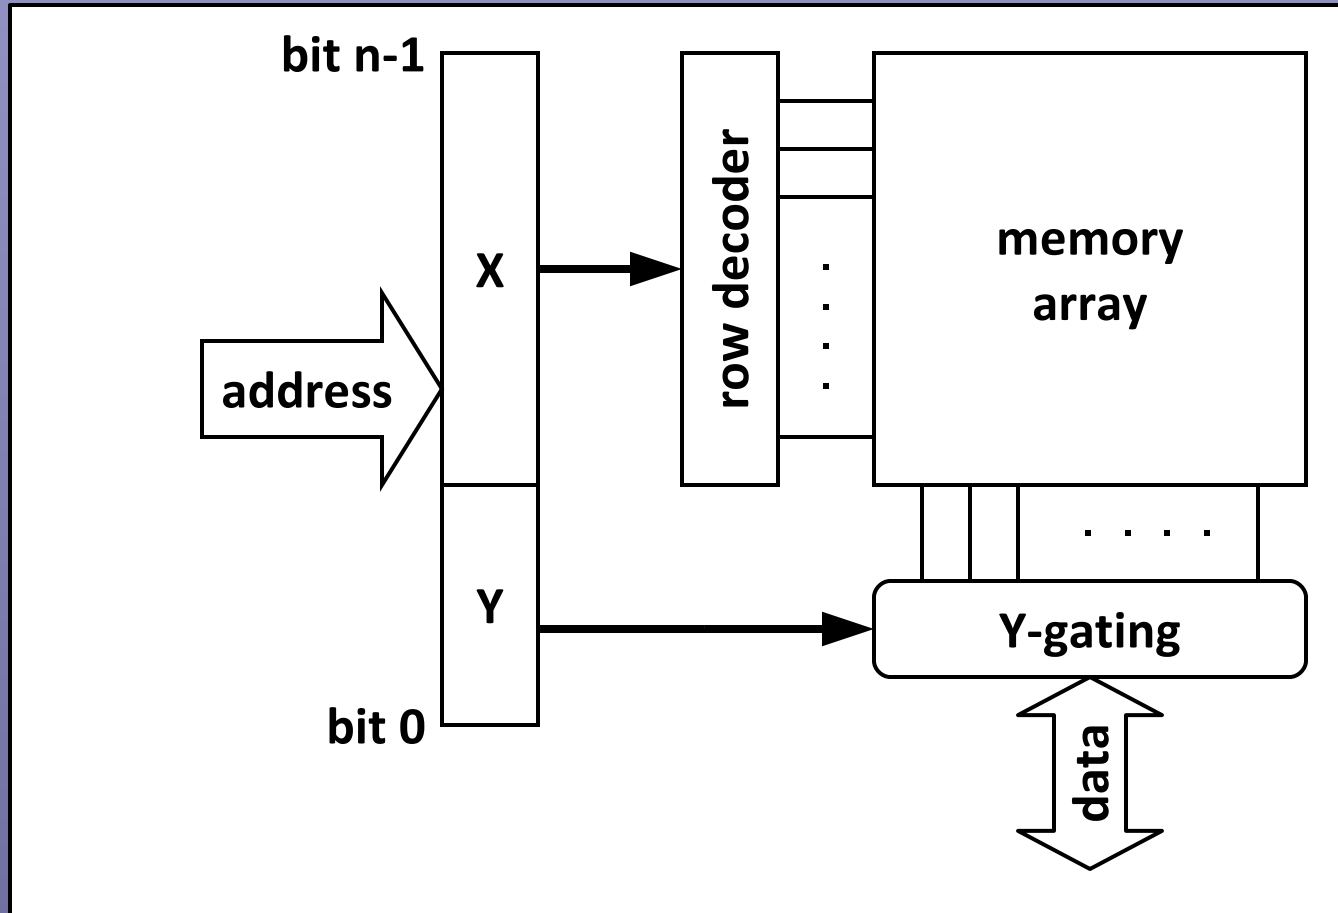 bit n-1
X
row decoder
memory
array
address
Y
Y-gating
bit 0
data